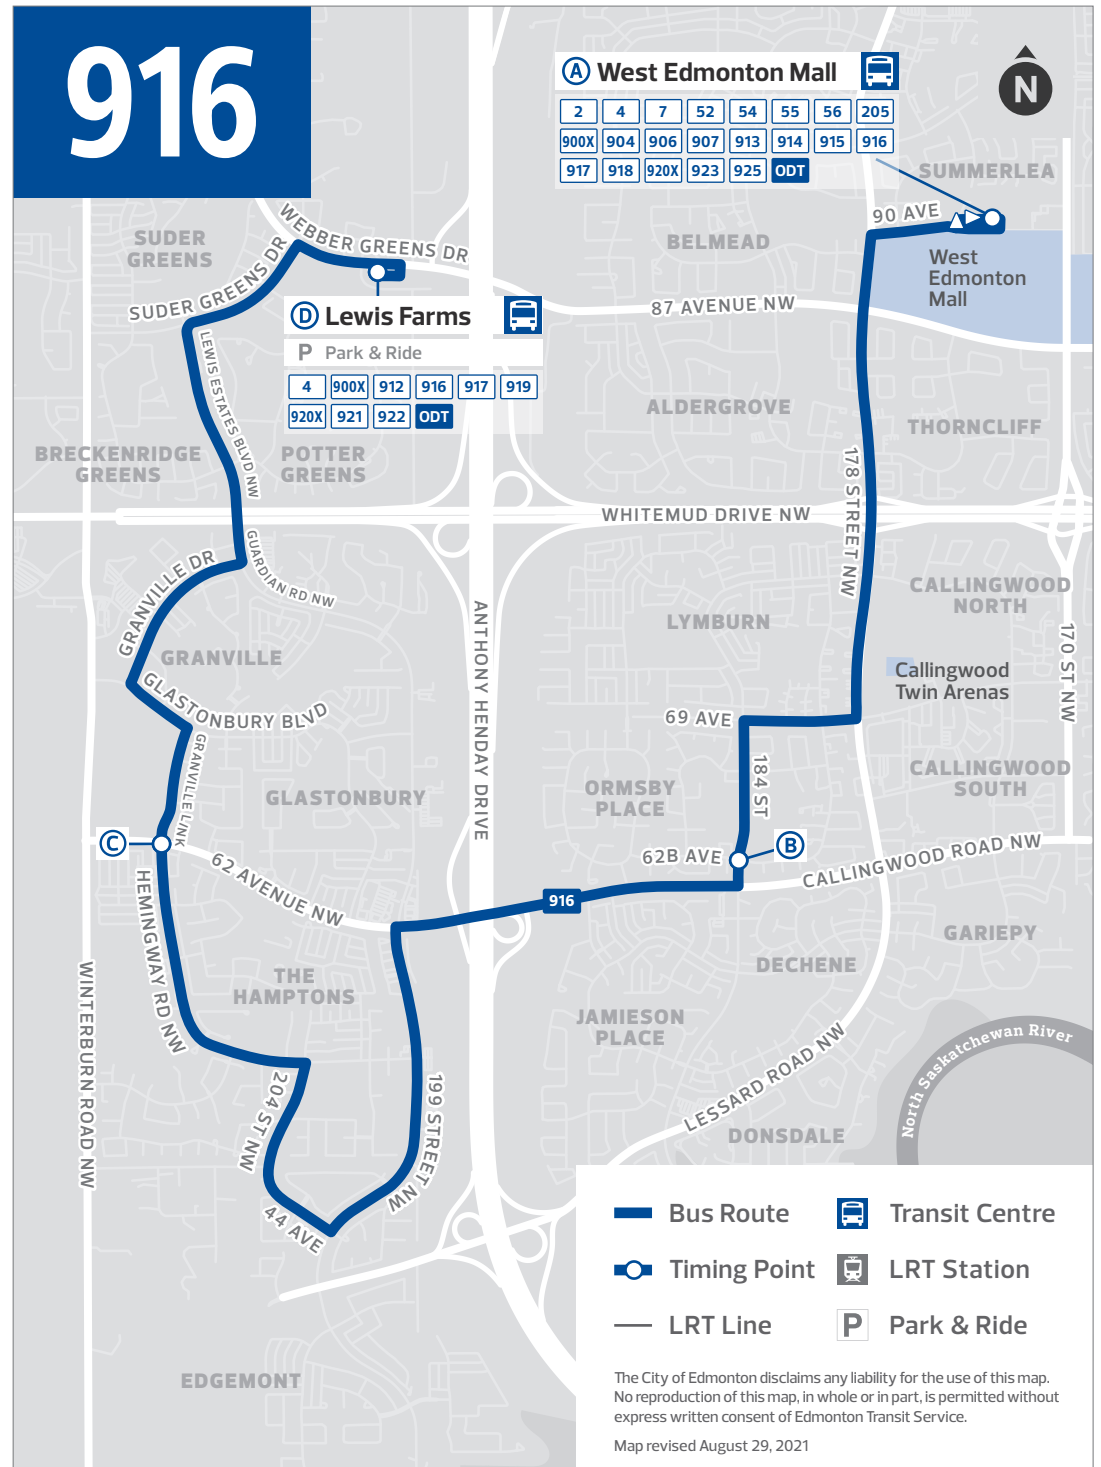 916
A West Edmonton Mall
2 4 7 52 54 55 56 205
900X 904 906 907 913 914 915 916
917 918 920X 923 925 ODT
N
SUMMERLEA
90 AVE
WEBBER GREENS DR
SUDER
GREENS
BELMEAD
West
Edmonton
Mall
SUDER GREENS DR
87 AVENUE NW
D Lewis Farms
P Park & Ride
4 900X 912 916 917 919
920X 921 922 ODT
LEWIS ESTATES BLVD NW
ALDERGROVE
THORNCLIFF
BRECKENRIDGE
GREENS
POTTER
GREENS
178 STREET NW
WHITEMUD DRIVE NW
GUARDIAN RD NW
GRANVILLE DR
CALLINGWOOD
NORTH
ANTHONY HENDAY DRIVE
LYMBURN
170 ST NW
GRANVILLE
Callingwood
Twin Arenas
GLASTONBURY BLVD
69 AVE
GRANVILLE LINK
184 ST
CALLINGWOOD
SOUTH
GLASTONBURY
ORMSBY
PLACE
C
62B AVE
B
CALLINGWOOD ROAD NW
62 AVENUE NW
HEMINGWAY RD NW
916
GARIEPY
DECHENE
THE
HAMPTONS
WINTERBURN ROAD NW
JAMIESON
PLACE
North Saskatchewan River
LESSARD ROAD NW
204 ST NW
199 STREET NW
DONSDALE
44 AVE
EDGEMONT
Bus Route
Transit Centre
Timing Point
LRT Station
LRT Line
P Park & Ride
The City of Edmonton disclaims any liability for the use of this map.
No reproduction of this map, in whole or in part, is permitted without
express written consent of Edmonton Transit Service.
Map revised August 29, 2021